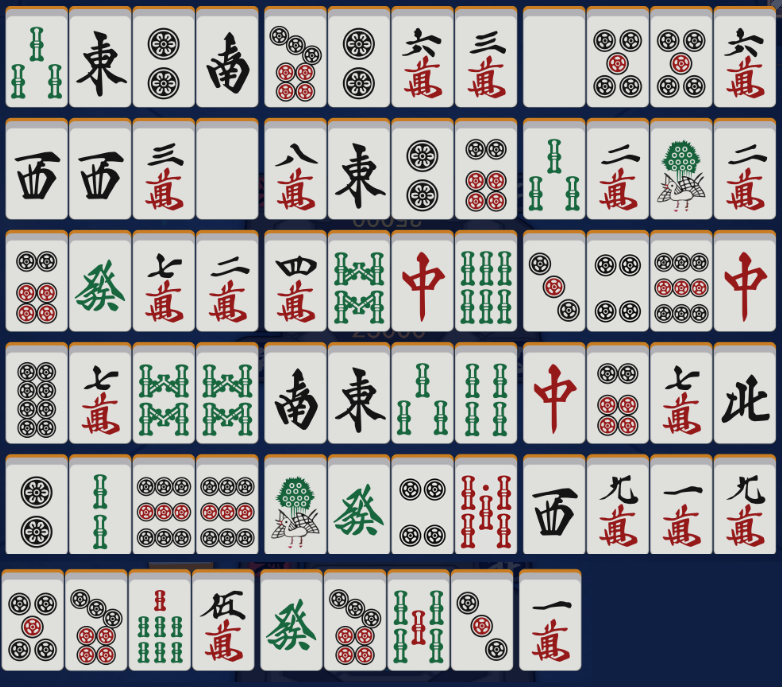 東 南 六萬 三萬 六萬
西 西 三萬 八萬 東 二萬 二萬
發 七萬 二萬 四萬 中 中
七萬 南 東 中 七萬 北
發 西 九萬 一萬 九萬
伍萬 發 一萬